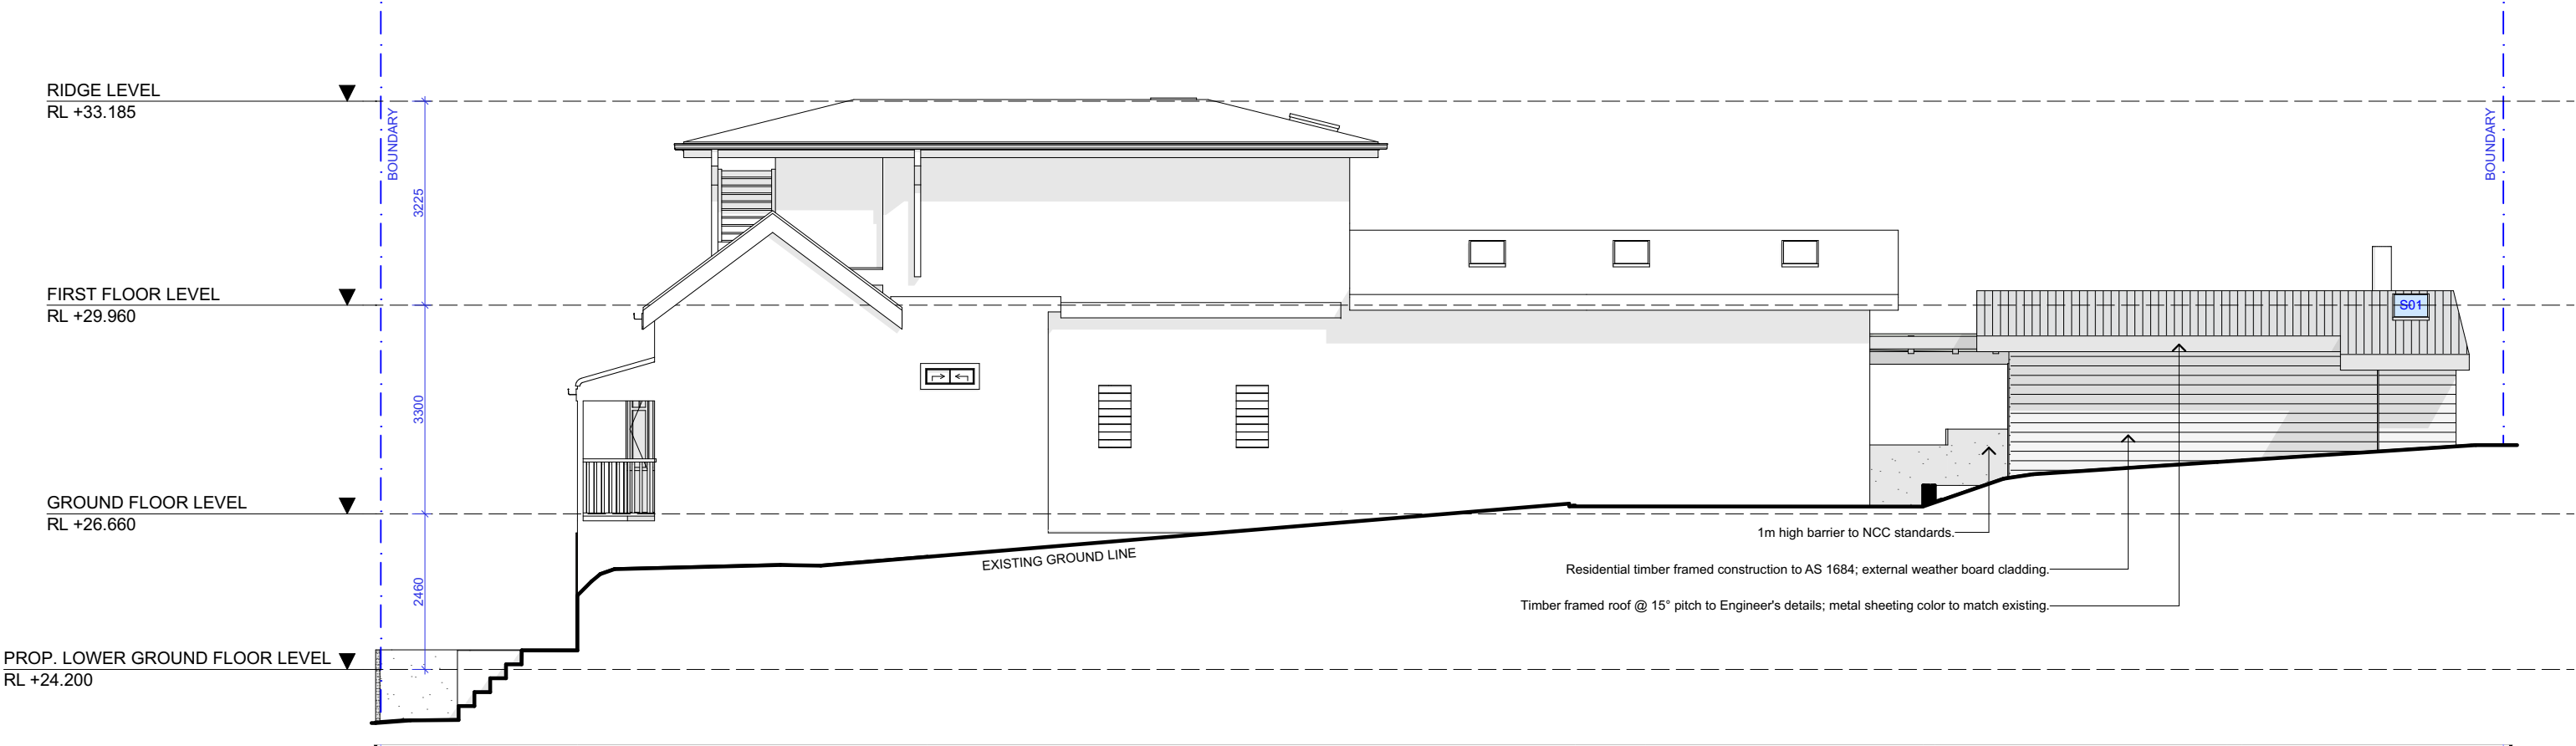 RIDGE LEVEL
RL +33.185
BOUNDARY
BOUNDARY
3225
FIRST FLOOR LEVEL
RL +29.960
S01
3300
GROUND FLOOR LEVEL
RL +26.660
1m high barrier to NCC standards.
EXISTING GROUND LINE
Residential timber framed construction to AS 1684; external weather board cladding.
2460
Timber framed roof @ 15° pitch to Engineer's details; metal sheeting color to match existing.
PROP. LOWER GROUND FLOOR LEVEL
RL +24.200